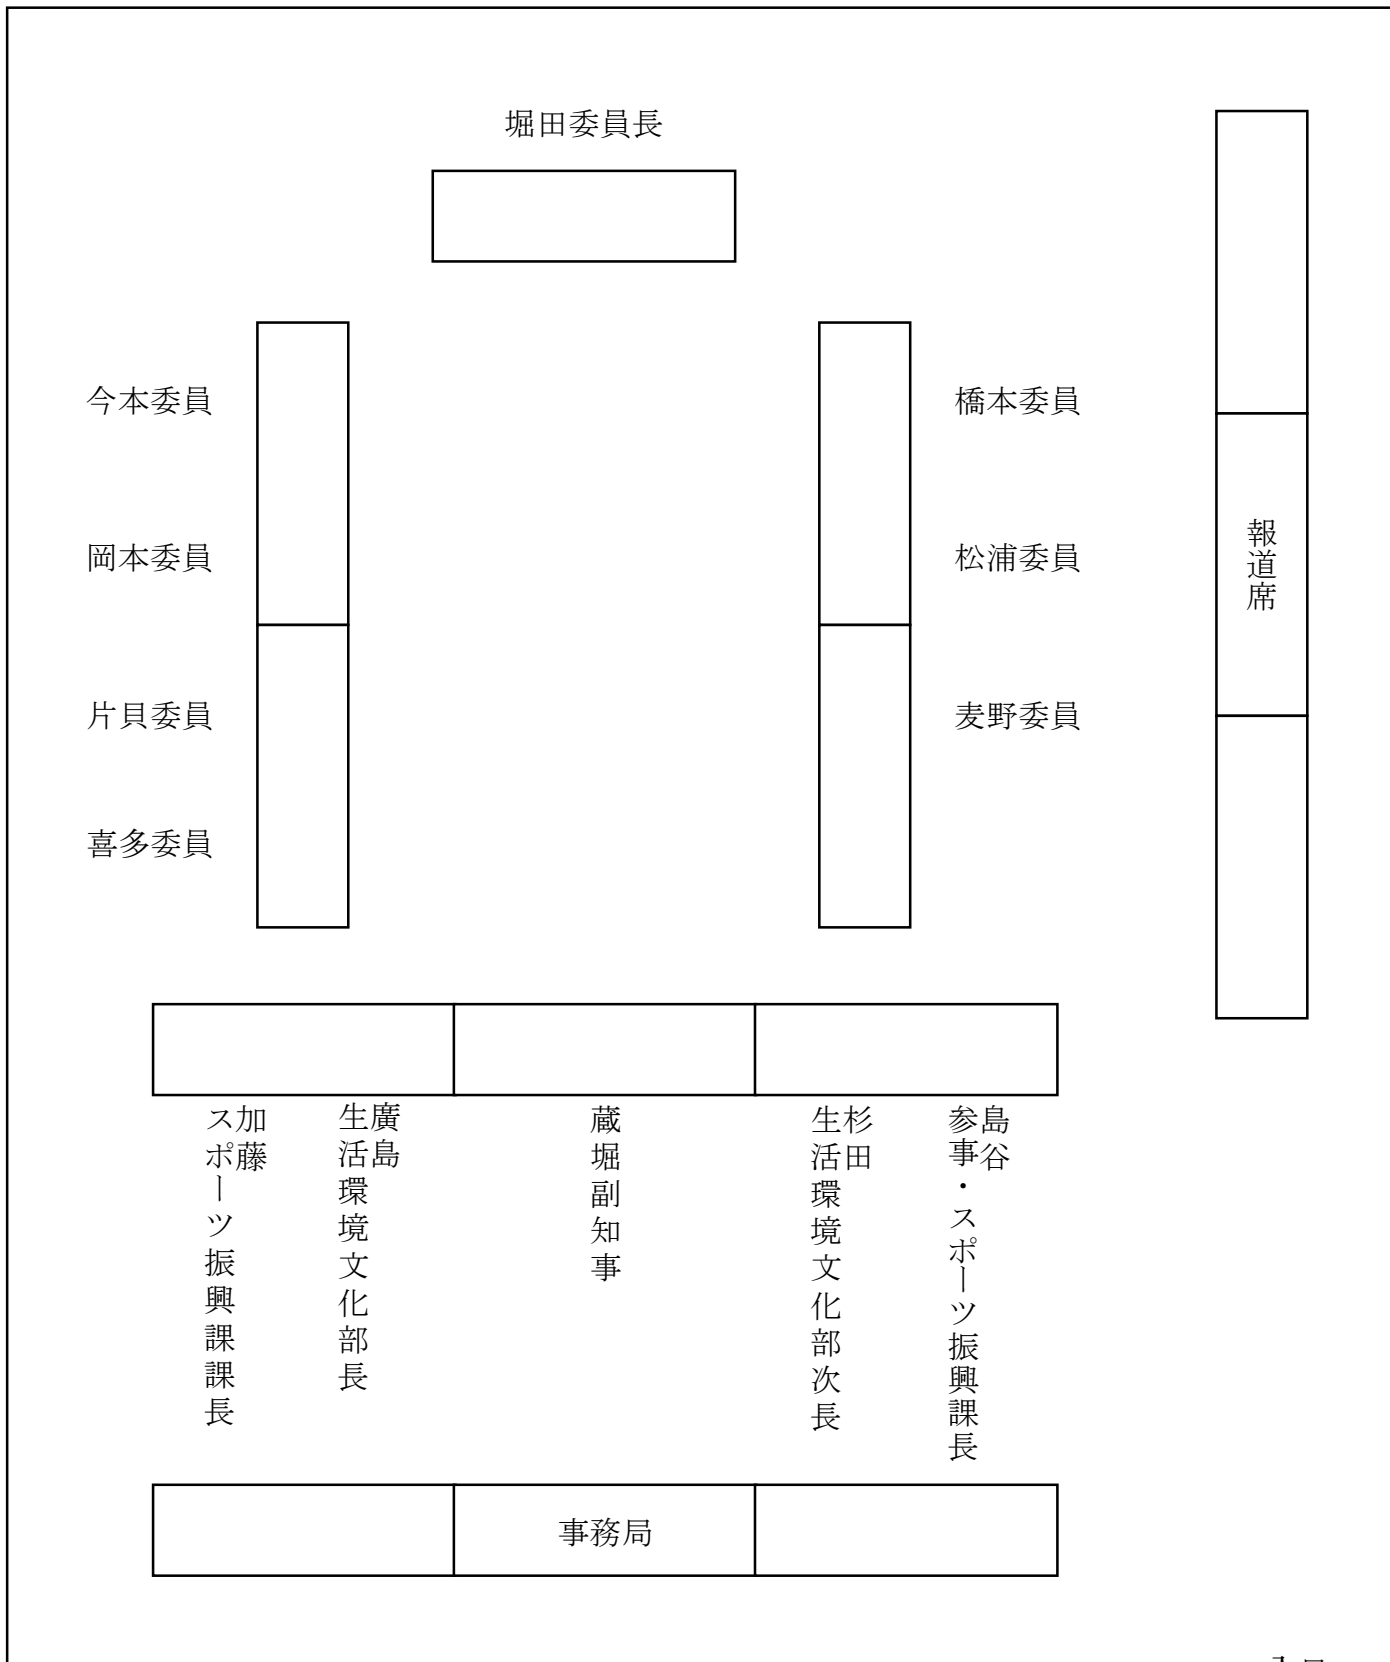 堀田委員長
今本委員
橋本委員
岡本委員
松浦委員
報道席
片貝委員
麦野委員
喜多委員
加藤
スポーツ振興課課長
廣島
生活環境文化部長
蔵堀副知事
杉田
生活環境文化部次長
島谷
参事・スポーツ振興課長
事務局